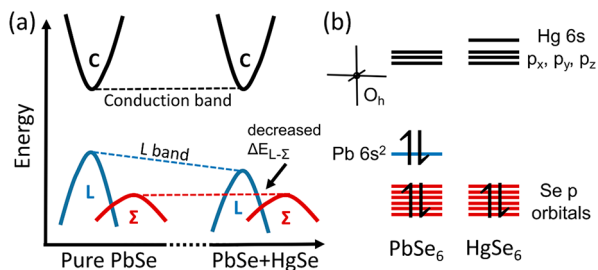 (a)
Energy
C
C
Conduction band
decreased
ΔE_L-Σ
L band
L
Σ
L
Σ
Pure PbSe
PbSe+HgSe
(b)
Hg 6s
pₓ, p_y, p_z
O_h
Pb 6s²
Se p
orbitals
PbSe₆
HgSe₆